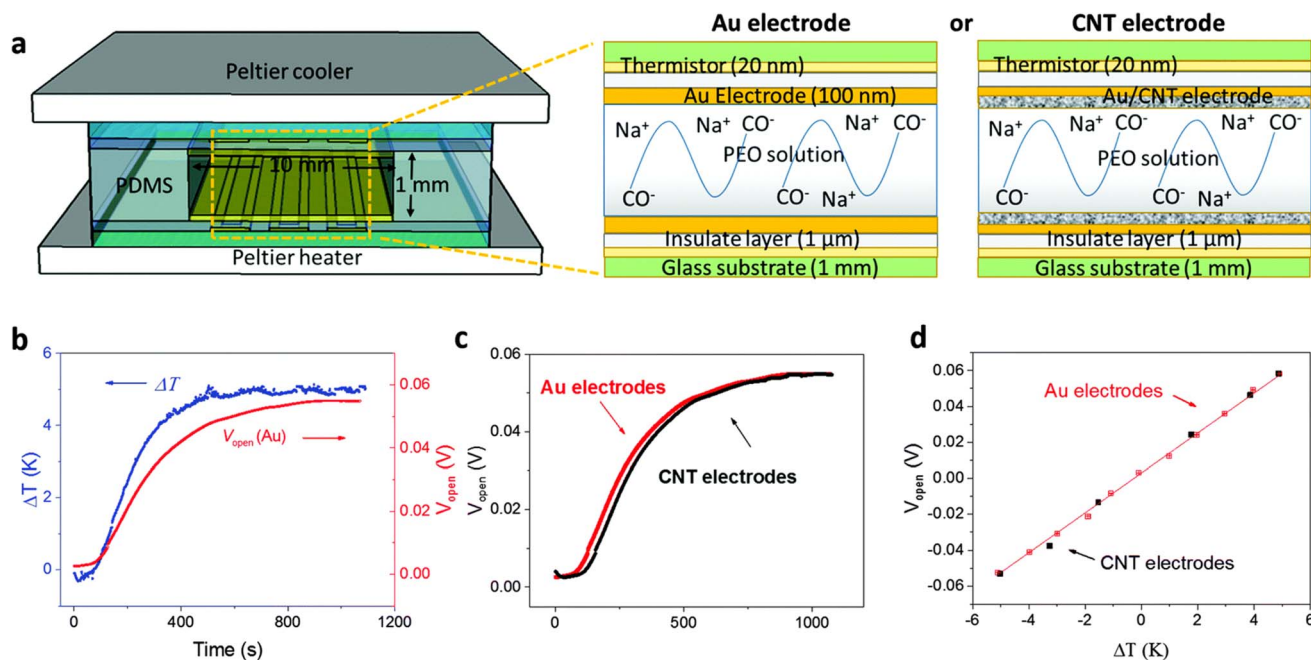 a
Peltier cooler
PDMS
10 mm
1 mm
Peltier heater
Au electrode
Thermistor (20 nm)
Au Electrode (100 nm)
Na⁺ Na⁺ CO⁻ Na⁺ CO⁻
PEO solution
CO⁻ CO⁻ Na⁺
Insulate layer (1 μm)
Glass substrate (1 mm)
or
CNT electrode
Thermistor (20 nm)
Au/CNT electrode
Na⁺ Na⁺ CO⁻ Na⁺ CO⁻
PEO solution
CO⁻ CO⁻ Na⁺
Insulate layer (1 μm)
Glass substrate (1 mm)
b
ΔT (K)
6
4
2
0
ΔT
V open (Au)
0.06
0.04
0.02
0.00
V open (V)
0 400 800 1200
Time (s)
c
V open (V)
0.06
0.04
0.02
0.00
Au electrodes
CNT electrodes
0 500 1000
d
V open (V)
0.06
0.04
0.02
0.00
-0.02
-0.04
-0.06
Au electrodes
CNT electrodes
-6 -4 -2 0 2 4 6
ΔT (K)